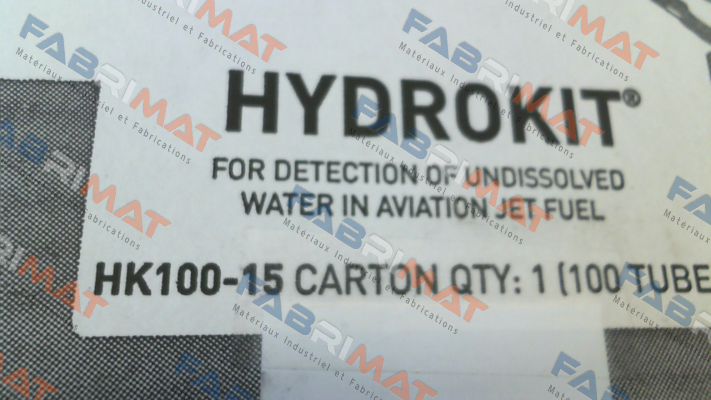 HYDROKIT®
FOR DETECTION OF UNDISSOLVED
WATER IN AVIATION JET FUEL
HK100-15 CARTON QTY: 1 (100 TUBE
FABRIMAT
Matériaux Industriel et Fabrications